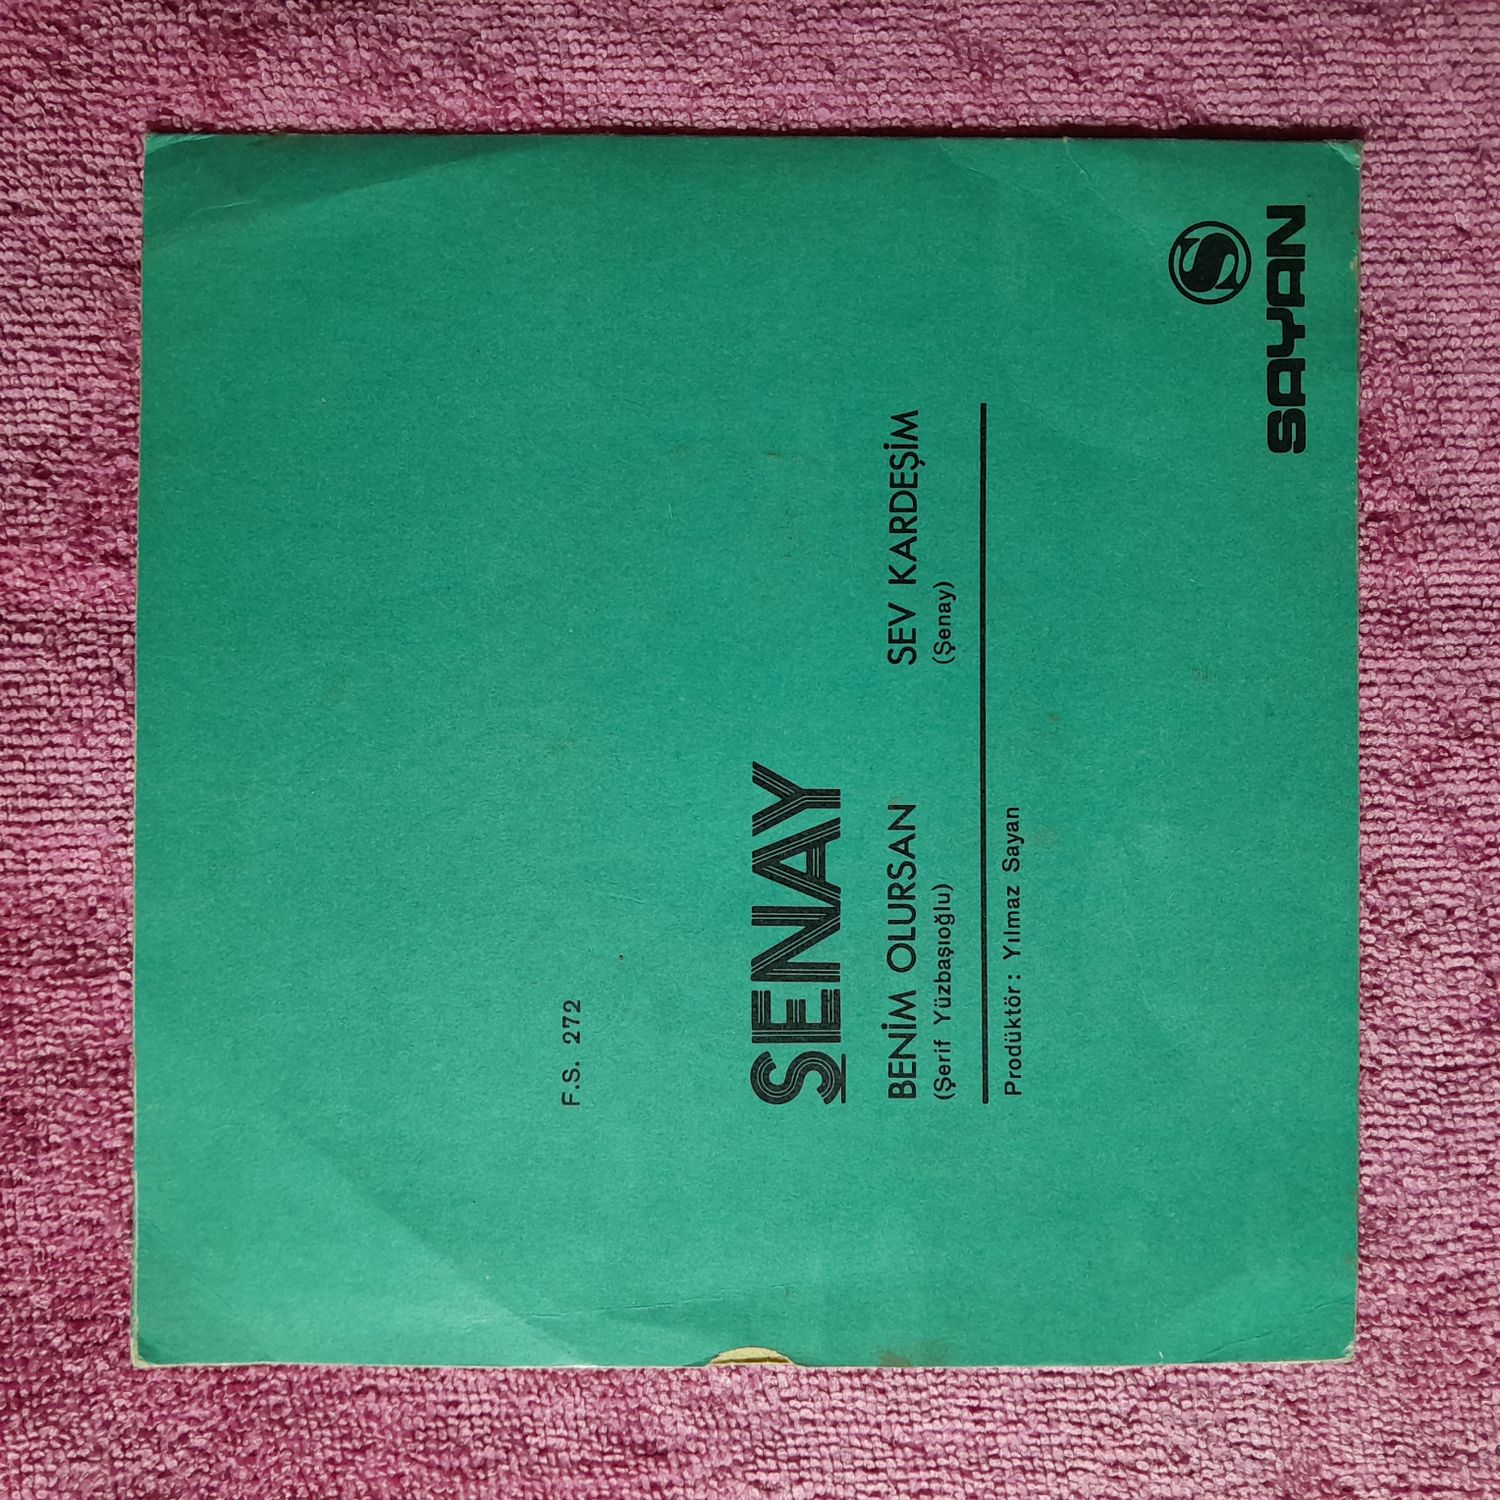 F.S. 272
ŞENAY
BENİM OLURSAN
(Şerif Yüzbaşıoğlu)
SEV KARDEŞİM
(Şenay)
Prodüktör: Yılmaz Sayan
S
SAYAN